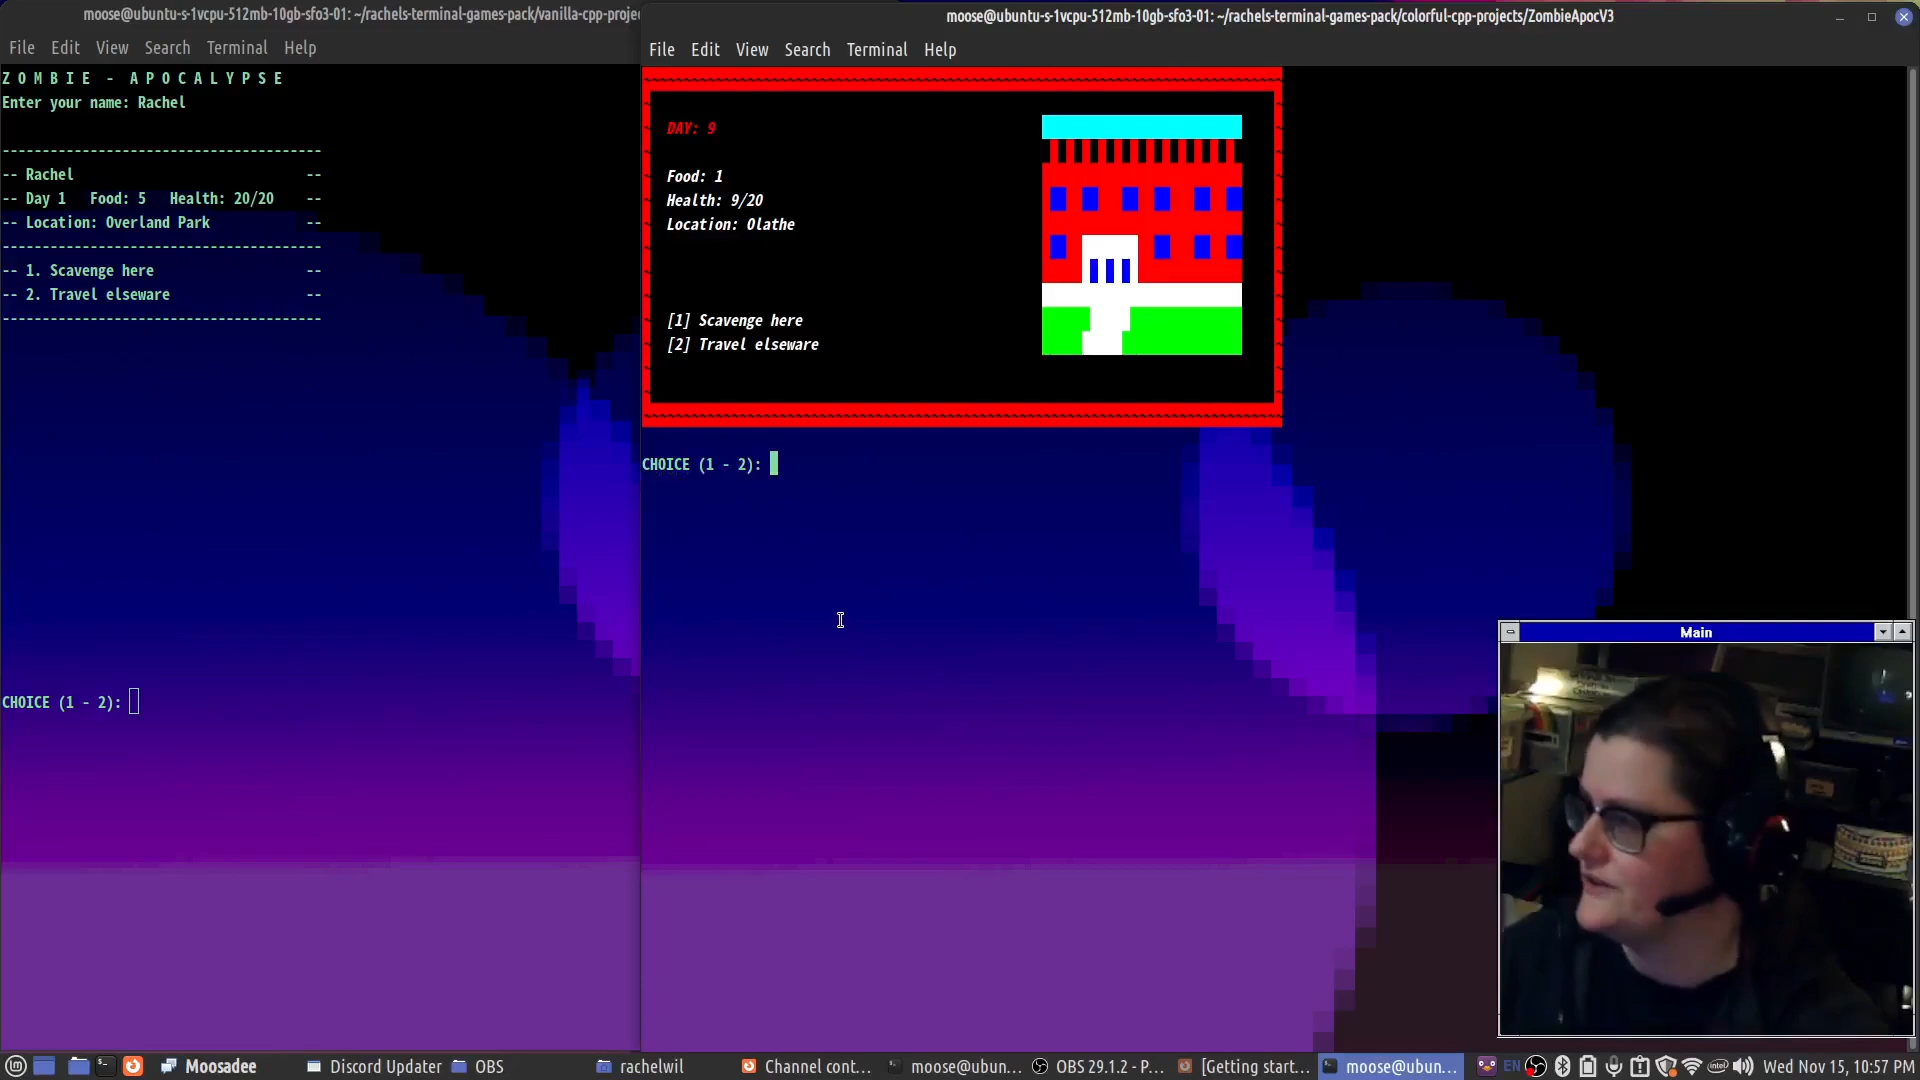 moose@ubuntu-s-1vcpu-512mb-10gb-sfo3-01: ~/rachels-terminal-games-pack/vanilla-cpp-proje
File Edit View Search Terminal Help
Z O M B I E - A P O C A L Y P S E
Enter your name: Rachel
----------------------------------------
-- Rachel --
-- Day 1 Food: 5 Health: 20/20 --
-- Location: Overland Park --
----------------------------------------
-- 1. Scavenge here --
-- 2. Travel elseware --
----------------------------------------
CHOICE (1 - 2):
moose@ubuntu-s-1vcpu-512mb-10gb-sfo3-01: ~/rachels-terminal-games-pack/colorful-cpp-projects/ZombieApocV3
File Edit View Search Terminal Help
DAY: 9
Food: 1
Health: 9/20
Location: Olathe
[1] Scavenge here
[2] Travel elseware
CHOICE (1 - 2):
Main
Moosadee Discord Updater OBS rachelwil Channel cont... moose@ubun... OBS 29.1.2 - P... [Getting start... moose@ubun... EN intel Wed Nov 15, 10:57 PM